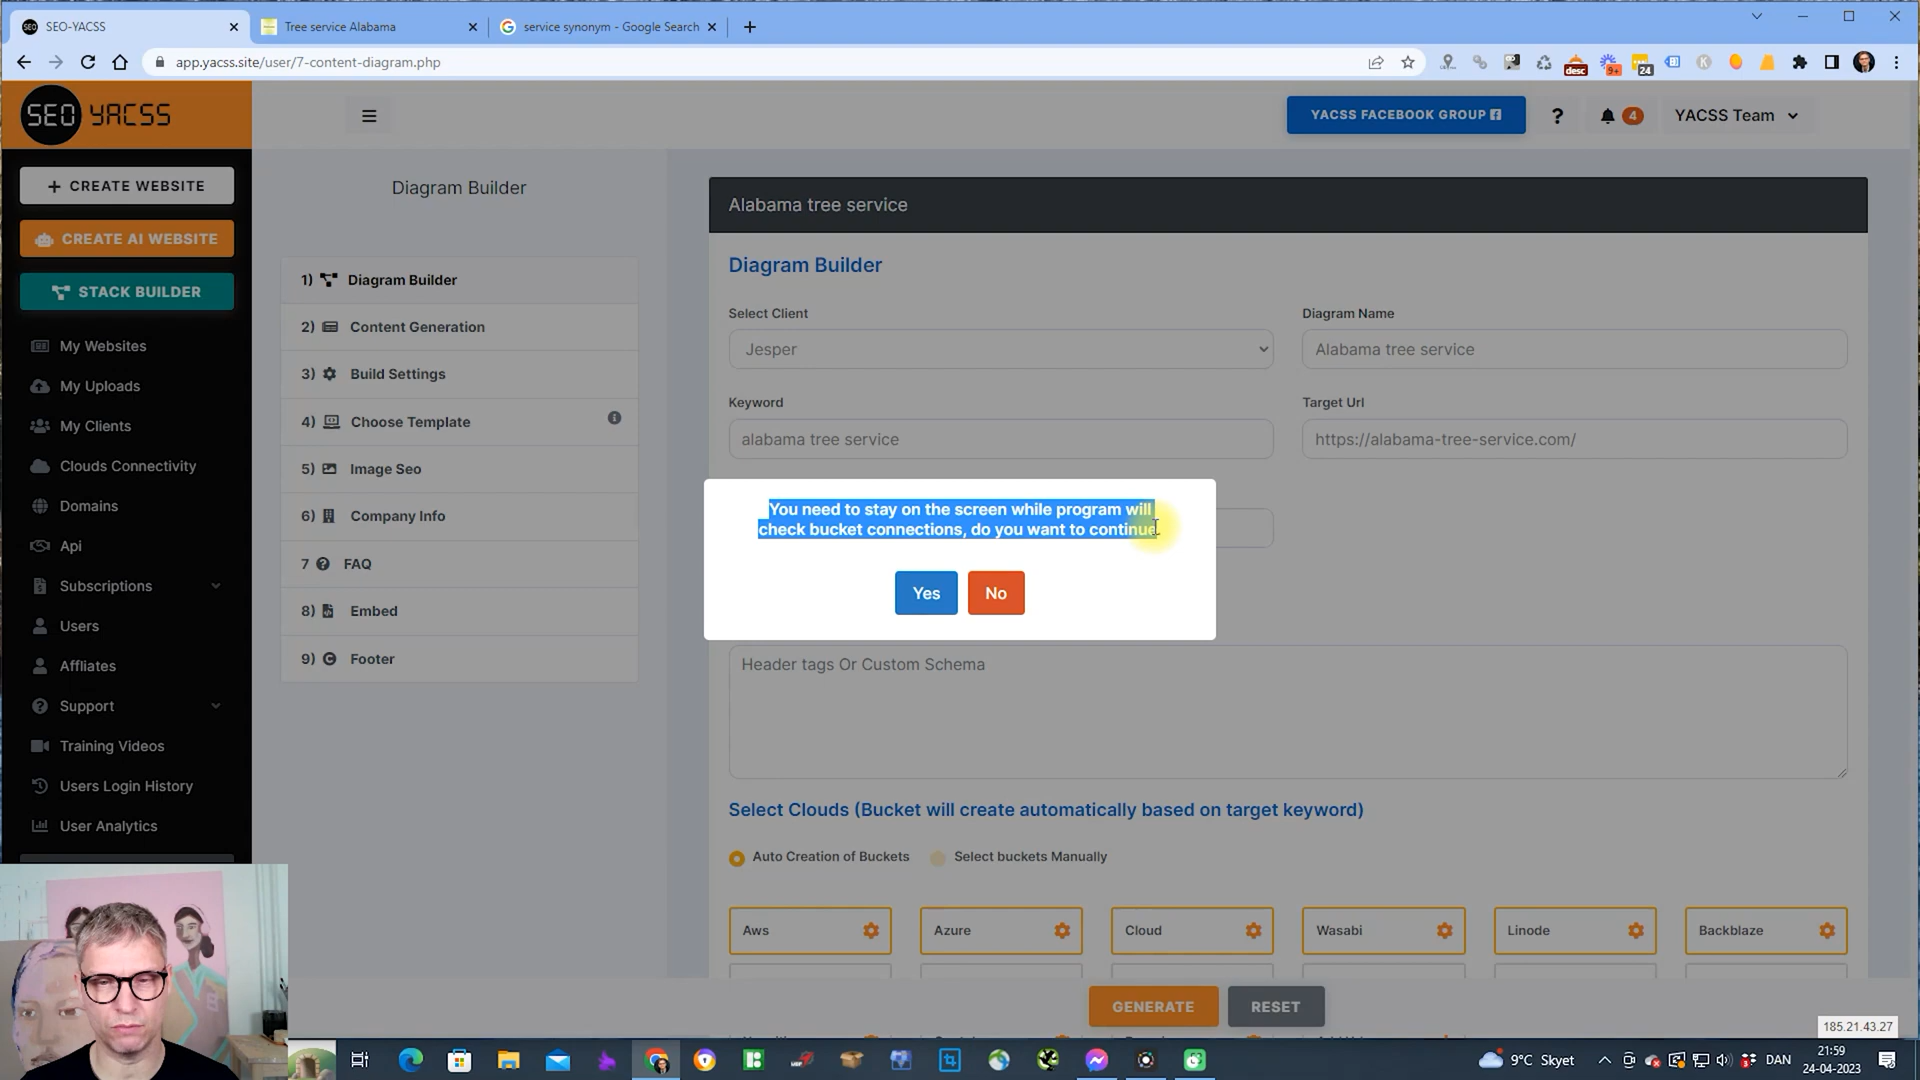 SEO-YACSS
Tree service Alabama
service synonym - Google Search
app.yacss.site/user/7-content-diagram.php
desc
9+
24
SEO YACSS
YACSS FACEBOOK GROUP
?
4
YACSS Team
+ CREATE WEBSITE
CREATE AI WEBSITE
STACK BUILDER
My Websites
My Uploads
My Clients
Clouds Connectivity
Domains
Api
Subscriptions
Users
Affliates
Support
Training Videos
Users Login History
User Analytics
Diagram Builder
1) Diagram Builder
2) Content Generation
3) Build Settings
4) Choose Template
5) Image Seo
6) Company Info
7 FAQ
8) Embed
9) Footer
Alabama tree service
Diagram Builder
Select Client
Diagram Name
Jesper
Alabama tree service
Keyword
Target Url
alabama tree service
https://alabama-tree-service.com/
You need to stay on the screen while program will
check bucket connections, do you want to continue
Yes
No
Header tags Or Custom Schema
Select Clouds (Bucket will create automatically based on target keyword)
Auto Creation of Buckets
Select buckets Manually
Aws
Azure
Cloud
Wasabi
Linode
Backblaze
GENERATE
RESET
185.21.43.27
9°C Skyet
DAN
21:59
24-04-2023